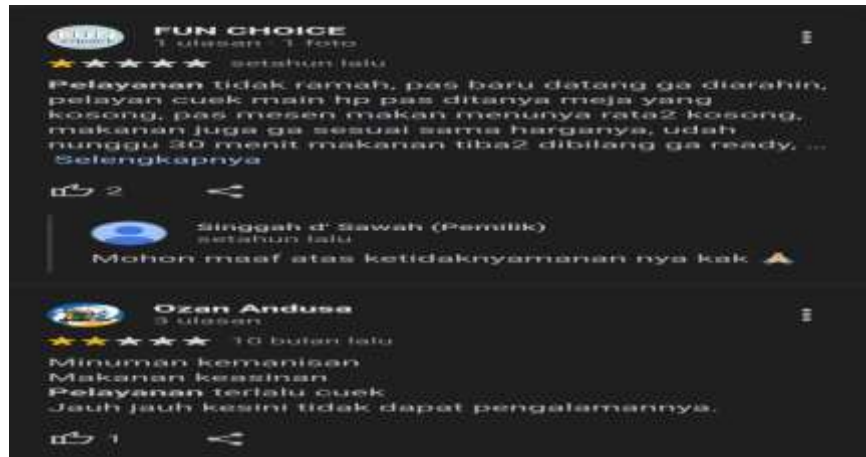 FUN CHOICE
1 ulasan · 1 foto
setahun lalu
Pelayanan tidak ramah, pas baru datang ga diarahin,
pelayan cuek main hp pas ditanya meja yang
kosong, pas mesen makan menunya rata2 kosong,
makanan juga ga sesuai sama harganya, udah
nunggu 30 menit makanan tiba2 dibilang ga ready, ...
Selengkapnya
2
Singgah d' Sawah (Pemilik)
setahun lalu
Mohon maaf atas ketidaknyamanan nya kak 🙏
Ozan Andusa
3 ulasan
10 bulan lalu
Minuman kemanisan
Makanan keasinan
Pelayanan terlalu cuek
Jauh jauh kesini tidak dapat pengalamannya.
1